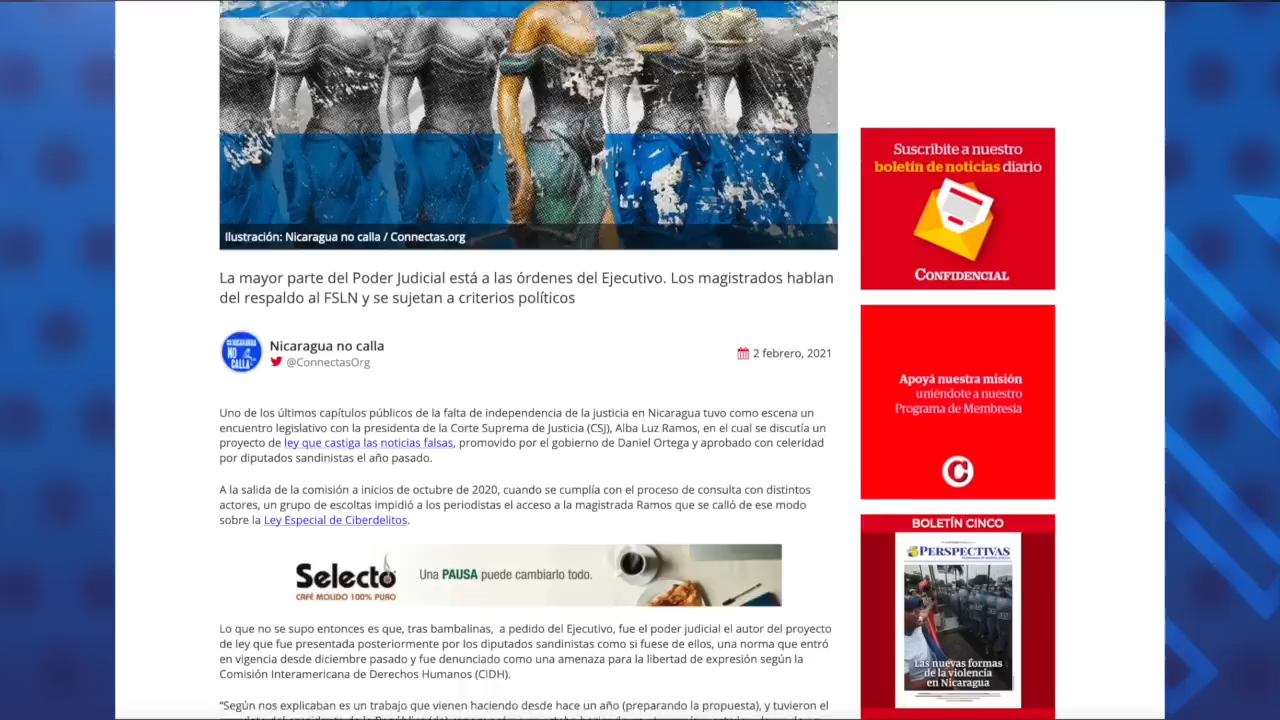 Ilustración: Nicaragua no calla / Connectas.org
La mayor parte del Poder Judicial está a las órdenes del Ejecutivo. Los magistrados hablan
del respaldo al FSLN y se sujetan a criterios políticos
NICARAGUA
NO
CALLA
Nicaragua no calla
@ConnectasOrg
2 febrero, 2021
Uno de los últimos capítulos públicos de la falta de independencia de la justicia en Nicaragua tuvo como escena un
encuentro legislativo con la presidenta de la Corte Suprema de Justicia (CSJ), Alba Luz Ramos, en el cual se discutía un
proyecto de ley que castiga las noticias falsas, promovido por el gobierno de Daniel Ortega y aprobado con celeridad
por diputados sandinistas el año pasado.
A la salida de la comisión a inicios de octubre de 2020, cuando se cumplía con el proceso de consulta con distintos
actores, un grupo de escoltas impidió a los periodistas el acceso a la magistrada Ramos que se calló de ese modo
sobre la Ley Especial de Ciberdelitos.
Selecto
CAFÉ MOLIDO 100% PURO
Una PAUSA puede cambiarlo todo.
Lo que no se supo entonces es que, tras bambalinas, a pedido del Ejecutivo, fue el poder judicial el autor del proyecto
de ley que fue presentada posteriormente por los diputados sandinistas como si fuese de ellos, una norma que entró
en vigencia desde diciembre pasado y fue denunciado como una amenaza para la libertad de expresión según la
Comisión Interamericana de Derechos Humanos (CIDH).
“Según nos explicaban es un trabajo que vienen haciendo desde hace un año (preparando la propuesta), y tuvieron el
Suscribite a nuestro
boletín de noticias diario
CONFIDENCIAL
Apoyá nuestra misión
uniéndote a nuestro
Programa de Membresia
C
BOLETÍN CINCO
PERSPECTIVAS
Las nuevas formas
de la violencia
en Nicaragua